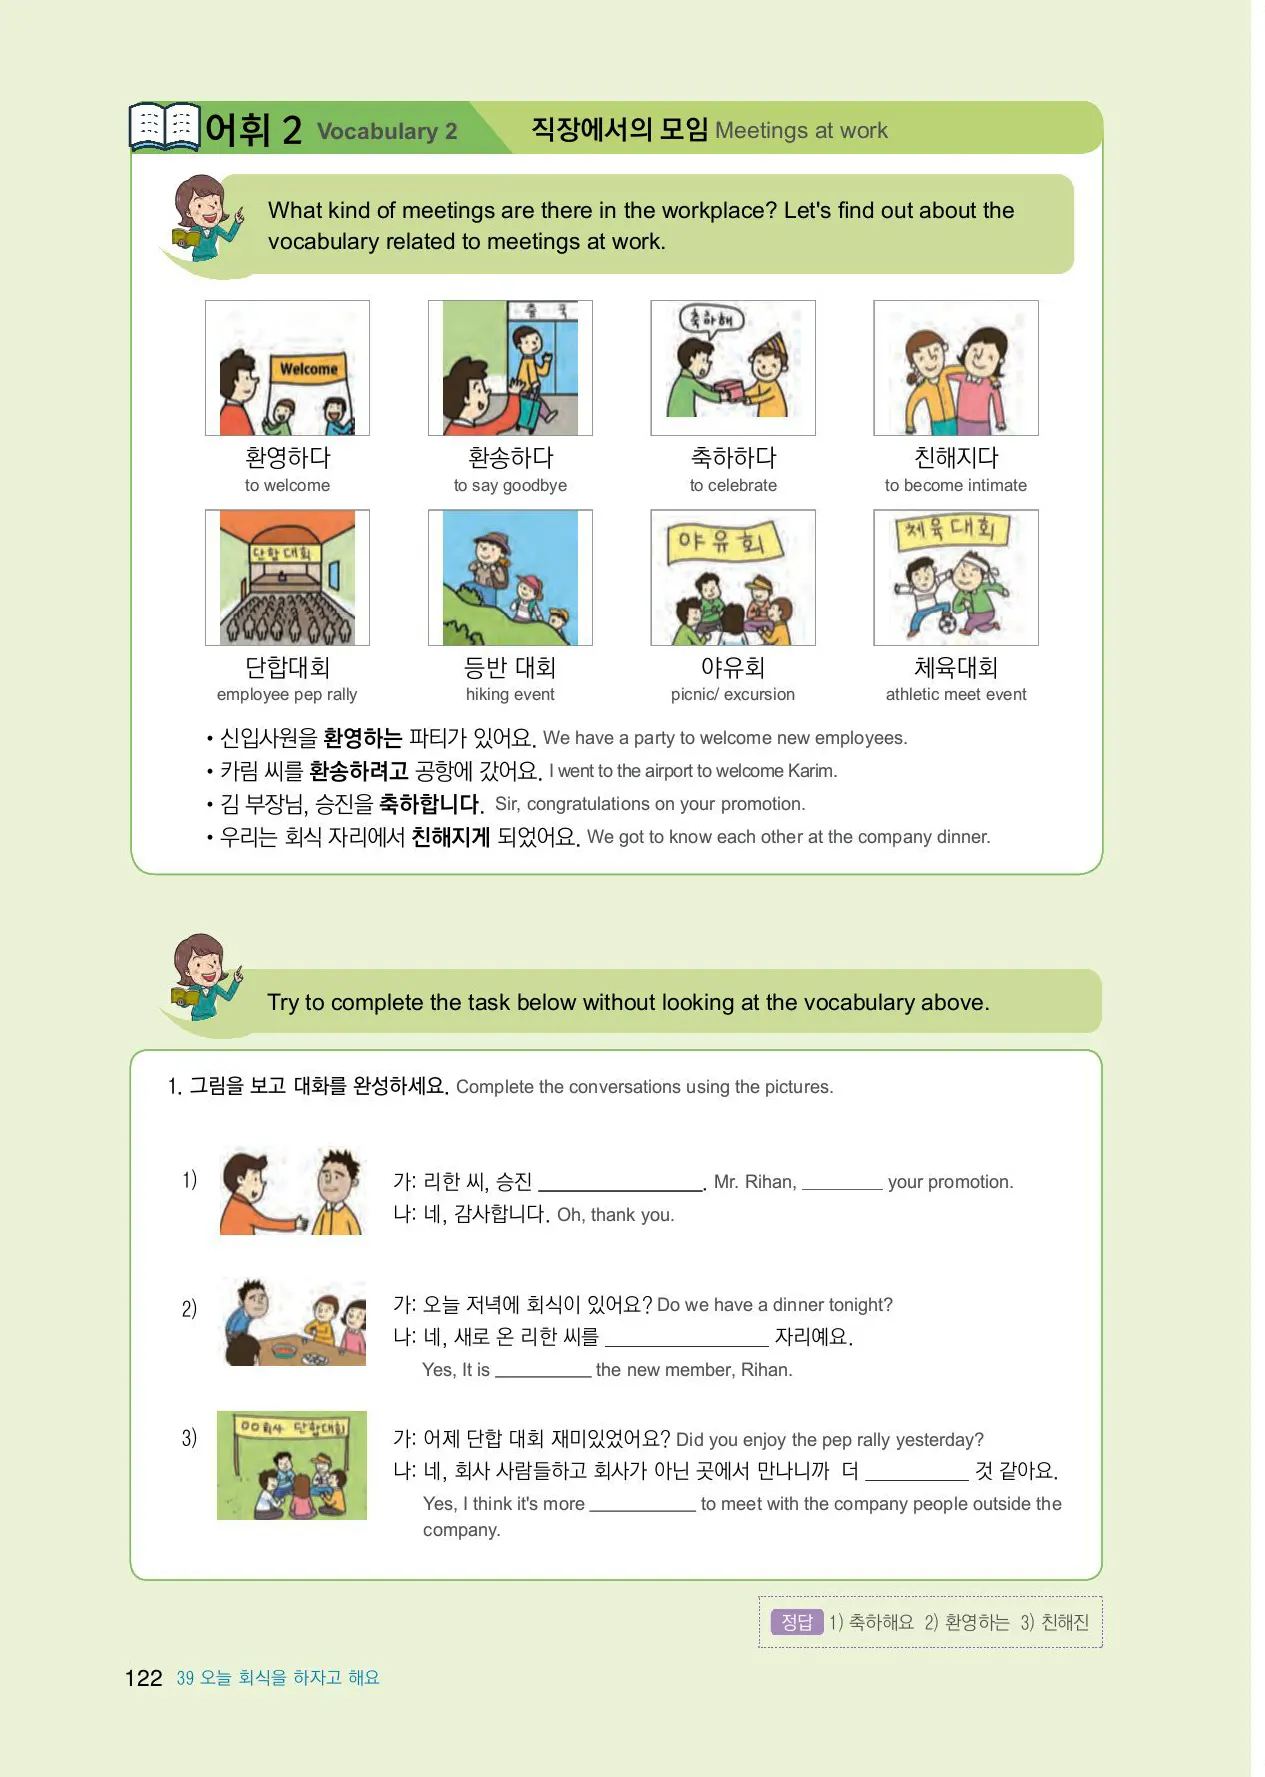 어휘 2 Vocabulary 2 직장에서의 모임 Meetings at work
What kind of meetings are there in the workplace? Let's find out about the
vocabulary related to meetings at work.
Welcome
출 국
축하해
환영하다 환송하다 축하하다 친해지다
to welcome to say goodbye to celebrate to become intimate
단합대회
야유회
체육대회
단합대회 등반 대회 야유회 체육대회
employee pep rally hiking event picnic/ excursion athletic meet event
• 신입사원을 환영하는 파티가 있어요. We have a party to welcome new employees.
• 카림 씨를 환송하려고 공항에 갔어요. I went to the airport to welcome Karim.
• 김 부장님, 승진을 축하합니다. Sir, congratulations on your promotion.
• 우리는 회식 자리에서 친해지게 되었어요. We got to know each other at the company dinner.
Try to complete the task below without looking at the vocabulary above.
1. 그림을 보고 대화를 완성하세요. Complete the conversations using the pictures.
1)
가: 리한 씨, 승진 _______________. Mr. Rihan, ________ your promotion.
나: 네, 감사합니다. Oh, thank you.
2)
가: 오늘 저녁에 회식이 있어요? Do we have a dinner tonight?
나: 네, 새로 온 리한 씨를 _______________ 자리예요.
Yes, It is __________ the new member, Rihan.
3)
OO회사 단합대회
가: 어제 단합 대회 재미있었어요? Did you enjoy the pep rally yesterday?
나: 네, 회사 사람들하고 회사가 아닌 곳에서 만나니까 더 __________ 것 같아요.
Yes, I think it's more __________ to meet with the company people outside the
company.
정답 1) 축하해요 2) 환영하는 3) 친해진
122 39 오늘 회식을 하자고 해요